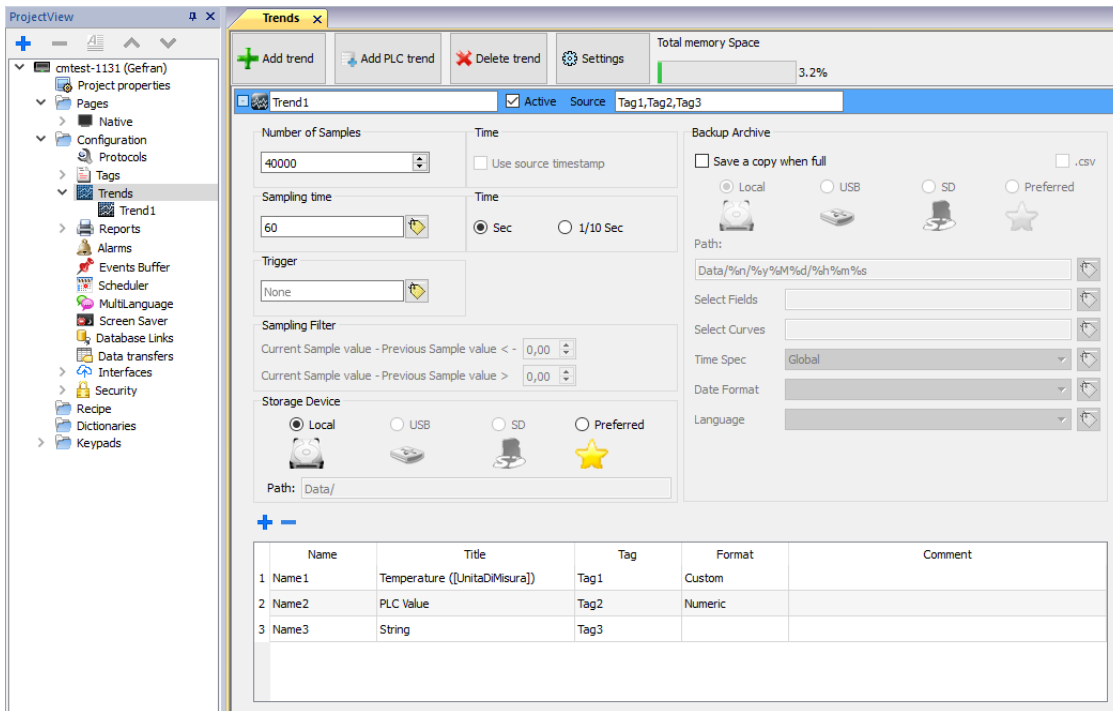 ProjectView
cmtest-1131 (Gefran)
Project properties
Pages
Native
Configuration
Protocols
Tags
Trends
Trend1
Reports
Alarms
Events Buffer
Scheduler
MultiLanguage
Screen Saver
Database Links
Data transfers
Interfaces
Security
Recipe
Dictionaries
Keypads
Trends
Add trend
Add PLC trend
Delete trend
Settings
Total memory Space
3.2%
Trend1
Active
Source
Tag1,Tag2,Tag3
Number of Samples
40000
Time
Use source timestamp
Sampling time
60
Time
Sec
1/10 Sec
Trigger
None
Sampling Filter
Current Sample value - Previous Sample value < -
0,00
Current Sample value - Previous Sample value >
0,00
Storage Device
Local
USB
SD
Preferred
Path:
Data/
Backup Archive
Save a copy when full
.csv
Local
USB
SD
Preferred
Path:
Data/%n/%y%M%d/%h%m%s
Select Fields
Select Curves
Time Spec
Global
Date Format
Language
Name Title Tag Format Comment
1 Name1 Temperature ([UnitaDiMisura]) Tag1 Custom
2 Name2 PLC Value Tag2 Numeric
3 Name3 String Tag3